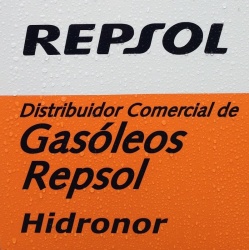 REPSOL
Distribuidor Comercial de
Gasóleos
Repsol
Hidronor